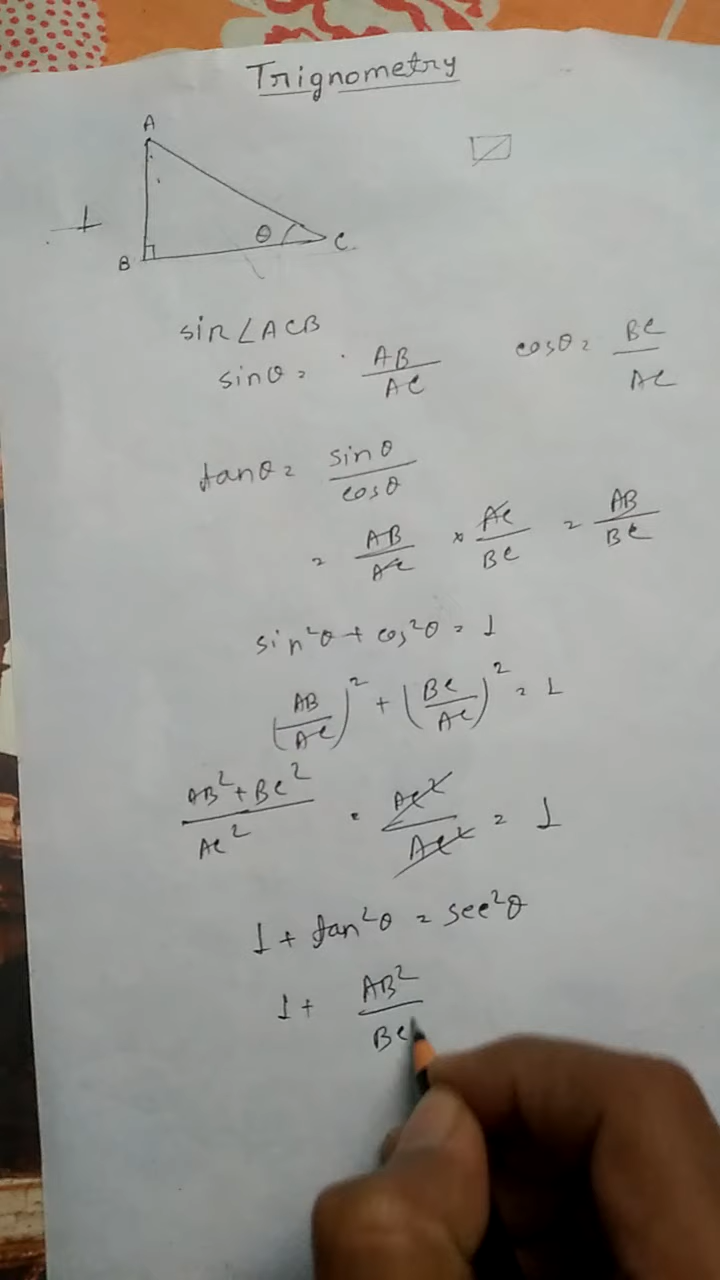 Trignometry
A
⊥
θ
B
C
sin∠ACB
sinθ = AB/AC cosθ = BC/AC
tanθ = sinθ/cosθ
= AB/AC × AC/BC = AB/BC
sin²θ + cos²θ = 1
(AB/AC)² + (BC/AC)² = 1
AB²+BC²/AC² = AC²/AC² = 1
1 + tan²θ = sec²θ
1 + AB²/BC